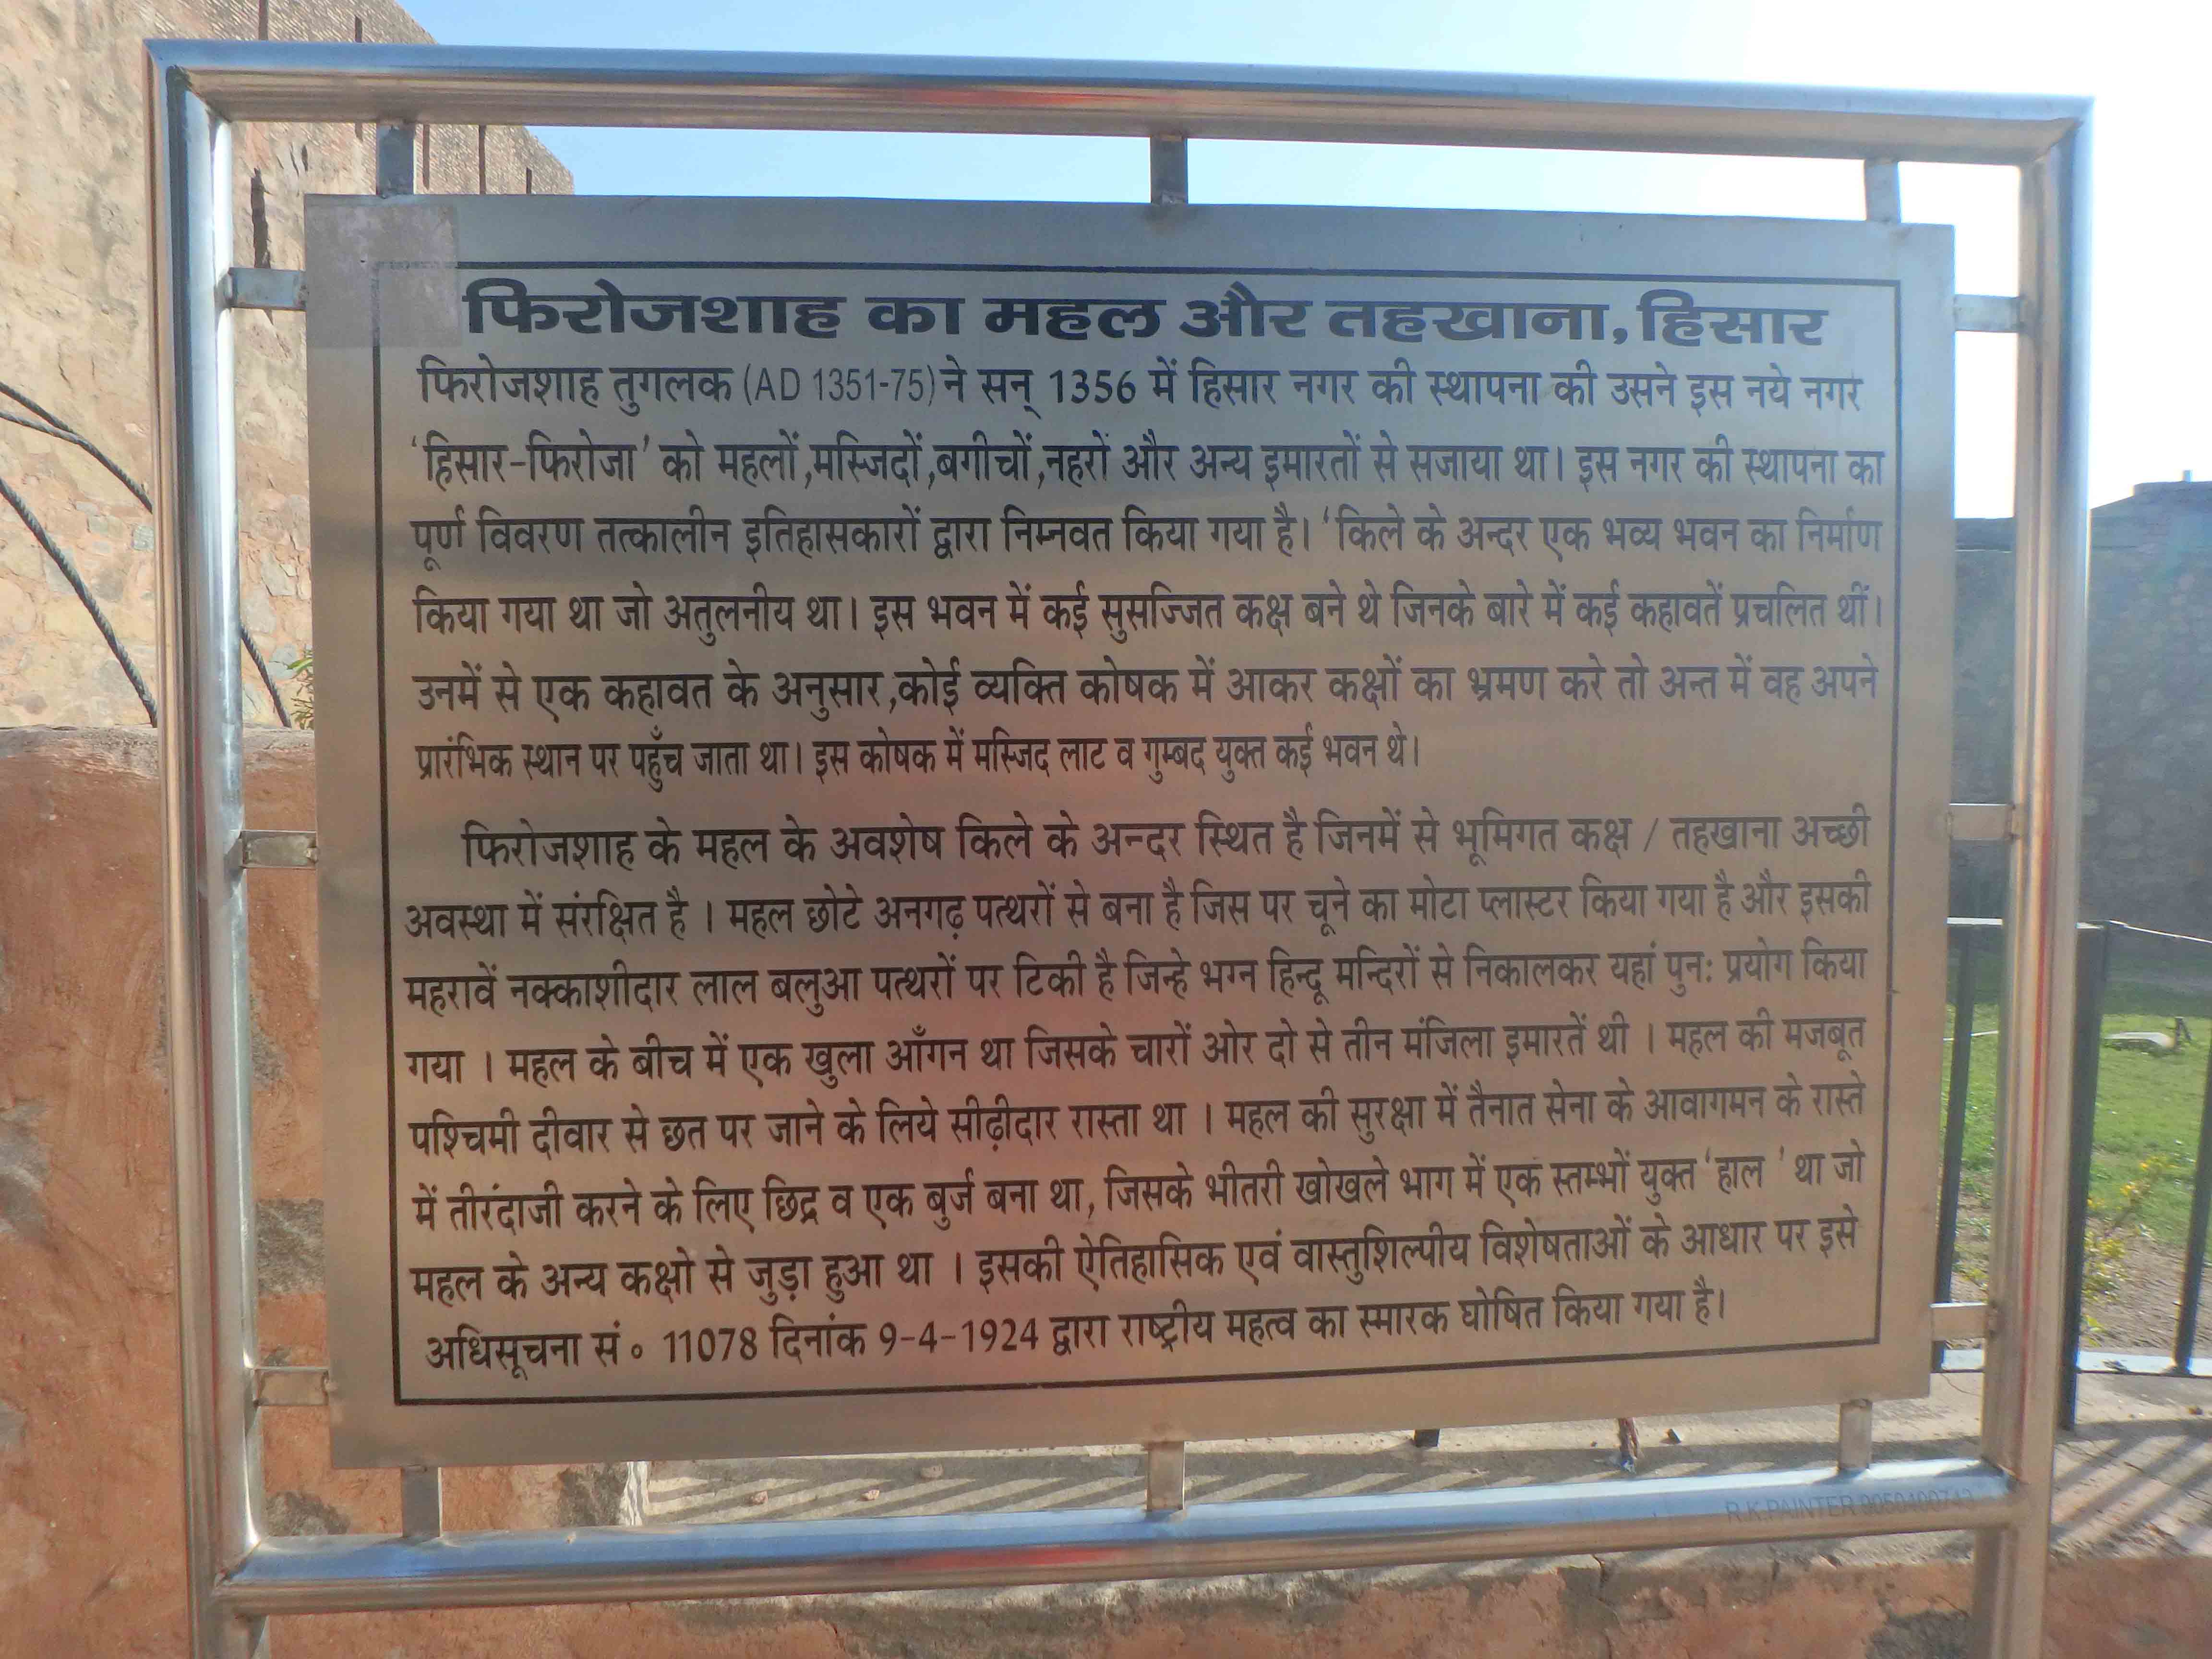 फिरोजशाह का महल और तहखाना, हिसार
फिरोजशाह तुगलक (AD 1351-75) ने सन् 1356 में हिसार नगर की स्थापना की उसने इस नये नगर
'हिसार-फिरोजा' को महलों,मस्जिदों,बगीचों,नहरों और अन्य इमारतों से सजाया था। इस नगर की स्थापना का
पूर्ण विवरण तत्कालीन इतिहासकारों द्वारा निम्नवत किया गया है। 'किले के अन्दर एक भव्य भवन का निर्माण
किया गया था जो अतुलनीय था। इस भवन में कई सुसज्जित कक्ष बने थे जिनके बारे में कई कहावतें प्रचलित थीं।
उनमें से एक कहावत के अनुसार,कोई व्यक्ति कोषक में आकर कक्षों का भ्रमण करे तो अन्त में वह अपने
प्रारंभिक स्थान पर पहुँच जाता था। इस कोषक में मस्जिद लाट व गुम्बद युक्त कई भवन थे।
फिरोजशाह के महल के अवशेष किले के अन्दर स्थित है जिनमें से भूमिगत कक्ष / तहखाना अच्छी
अवस्था में संरक्षित है । महल छोटे अनगढ़ पत्थरों से बना है जिस पर चूने का मोटा प्लास्टर किया गया है और इसकी
महरावें नक्काशीदार लाल बलुआ पत्थरों पर टिकी है जिन्हे भग्न हिन्दू मन्दिरों से निकालकर यहां पुनः प्रयोग किया
गया । महल के बीच में एक खुला आँगन था जिसके चारों ओर दो से तीन मंजिला इमारतें थी । महल की मजबूत
पश्चिमी दीवार से छत पर जाने के लिये सीढ़ीदार रास्ता था । महल की सुरक्षा में तैनात सेना के आवागमन के रास्ते
में तीरंदाजी करने के लिए छिद्र व एक बुर्ज बना था, जिसके भीतरी खोखले भाग में एक स्तम्भों युक्त 'हाल ' था जो
महल के अन्य कक्षो से जुड़ा हुआ था । इसकी ऐतिहासिक एवं वास्तुशिल्पीय विशेषताओं के आधार पर इसे
अधिसूचना सं॰ 11078 दिनांक 9-4-1924 द्वारा राष्ट्रीय महत्व का स्मारक घोषित किया गया है।
R.K.PAINTER